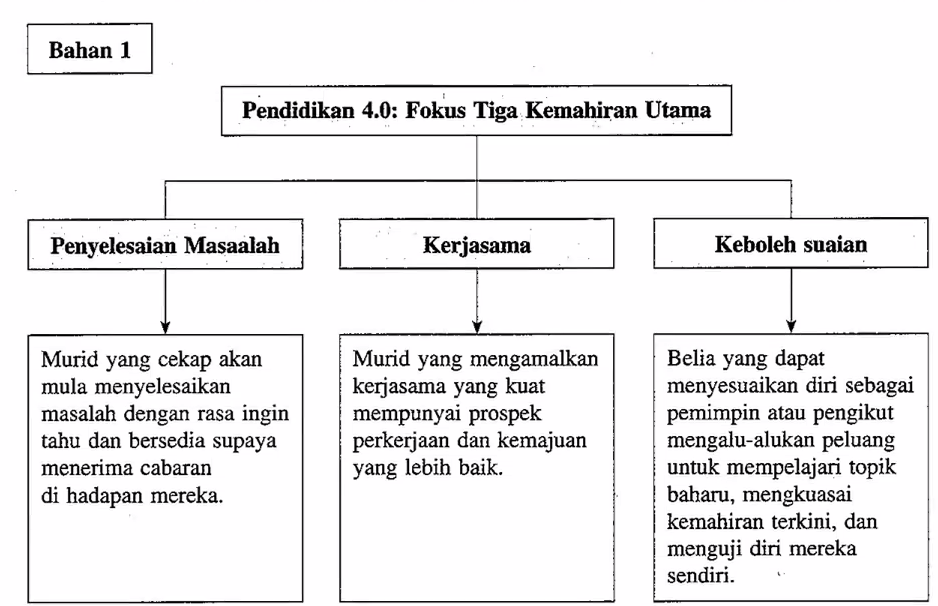 Bahan 1
Pendidikan 4.0: Fokus Tiga Kemahiran Utama
Penyelesaian Masaalah
Kerjasama
Keboleh suaian
Murid yang cekap akan
mula menyelesaikan
masalah dengan rasa ingin
tahu dan bersedia supaya
menerima cabaran
di hadapan mereka.
Murid yang mengamalkan
kerjasama yang kuat
mempunyai prospek
perkerjaan dan kemajuan
yang lebih baik.
Belia yang dapat
menyesuaikan diri sebagai
pemimpin atau pengikut
mengalu-alukan peluang
untuk mempelajari topik
baharu, mengkuasai
kemahiran terkini, dan
menguji diri mereka
sendiri.